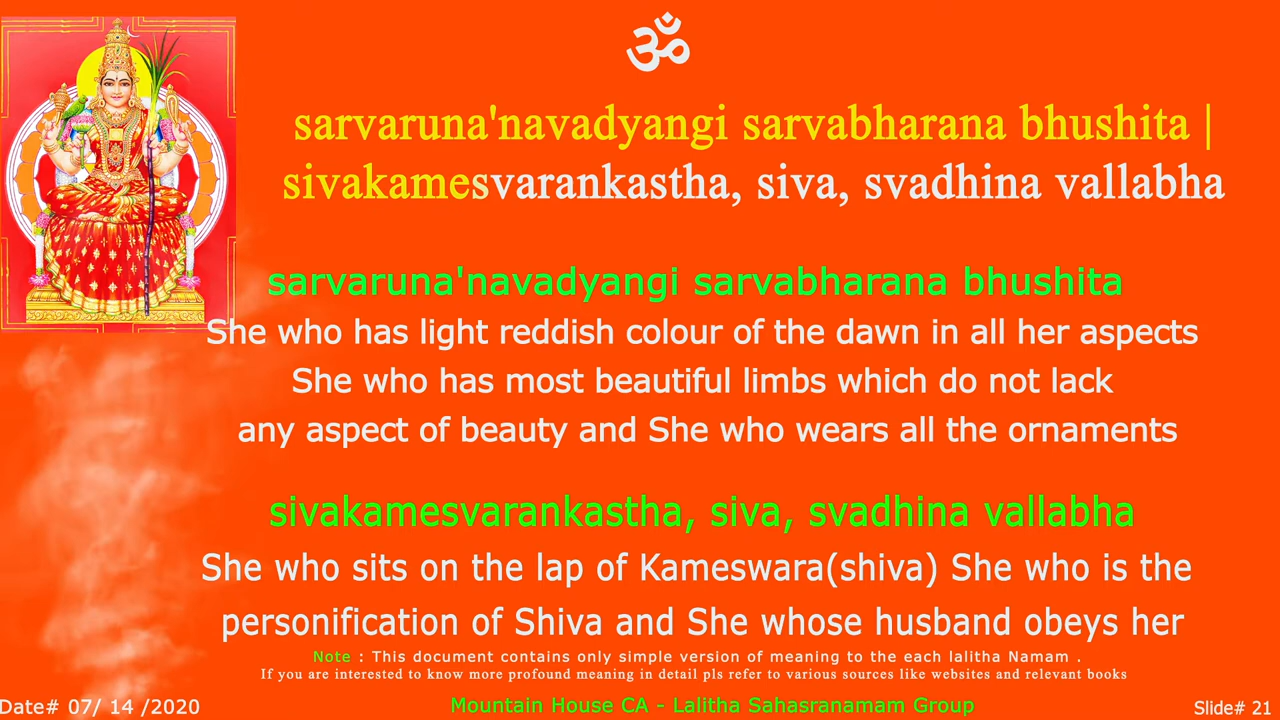 ॐ
sarvaruna'navadyangi sarvabharana bhushita |
sivakamesvarankastha, siva, svadhina vallabha
sarvaruna'navadyangi sarvabharana bhushita
She who has light reddish colour of the dawn in all her aspects
She who has most beautiful limbs which do not lack
any aspect of beauty and She who wears all the ornaments
sivakamesvarankastha, siva, svadhina vallabha
She who sits on the lap of Kameswara(shiva) She who is the
personification of Shiva and She whose husband obeys her
Note : This document contains only simple version of meaning to the each lalitha Namam .
If you are interested to know more profound meaning in detail pls refer to various sources like websites and relevant books
Date# 07/ 14 /2020
Mountain House CA - Lalitha Sahasranamam Group
Slide# 21